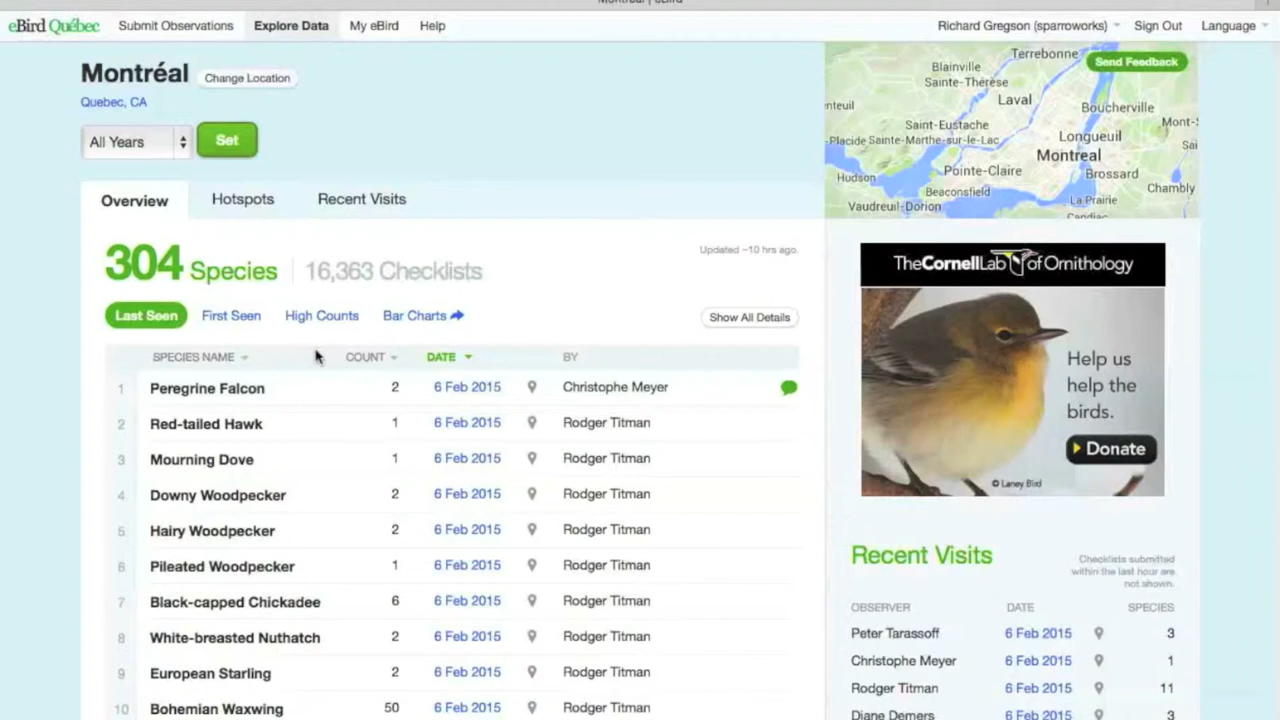 eBird Québec Submit Observations Explore Data My eBird Help Richard Gregson (sparroworks) Sign Out Language
Montréal Change Location
Quebec, CA
All Years Set
Overview Hotspots Recent Visits
304 Species 16,363 Checklists
Updated ~10 hrs ago.
Last Seen First Seen High Counts Bar Charts Show All Details
SPECIES NAME COUNT DATE BY
1 Peregrine Falcon 2 6 Feb 2015 Christophe Meyer
2 Red-tailed Hawk 1 6 Feb 2015 Rodger Titman
3 Mourning Dove 1 6 Feb 2015 Rodger Titman
4 Downy Woodpecker 2 6 Feb 2015 Rodger Titman
5 Hairy Woodpecker 2 6 Feb 2015 Rodger Titman
6 Pileated Woodpecker 1 6 Feb 2015 Rodger Titman
7 Black-capped Chickadee 6 6 Feb 2015 Rodger Titman
8 White-breasted Nuthatch 2 6 Feb 2015 Rodger Titman
9 European Starling 2 6 Feb 2015 Rodger Titman
10 Bohemian Waxwing 50 6 Feb 2015 Rodger Titman
Send Feedback
Terrebonne
Blainville
Sainte-Thérèse
Laval
Boucherville
Saint-Eustache
Longueuil
Sainte-Marthe-sur-le-Lac
Montreal
Pointe-Claire
Brossard
Hudson
Beaconsfield
Chambly
Vaudreuil-Dorion
La Prairie
Candiac
The CornellLab of Ornithology
Help us
help the
birds.
Donate
© Laney Bird
Recent Visits
Checklists submitted
within the last hour are
not shown.
OBSERVER DATE SPECIES
Peter Tarassoff 6 Feb 2015 3
Christophe Meyer 6 Feb 2015 1
Rodger Titman 6 Feb 2015 11
Diane Demers 6 Feb 2015 3